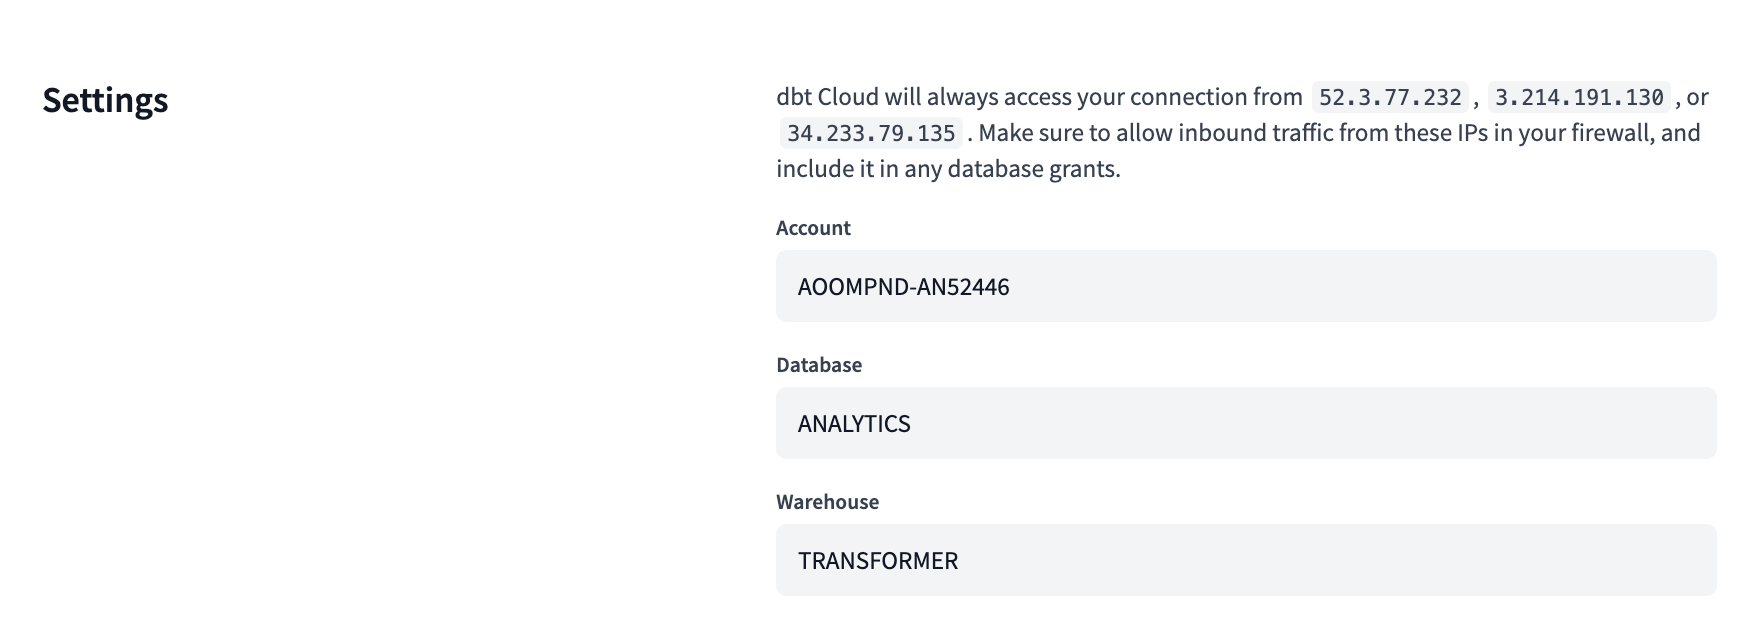 Settings
dbt Cloud will always access your connection from 52.3.77.232 , 3.214.191.130 , or
34.233.79.135 . Make sure to allow inbound traffic from these IPs in your firewall, and
include it in any database grants.
Account
AOOMPND-AN52446
Database
ANALYTICS
Warehouse
TRANSFORMER